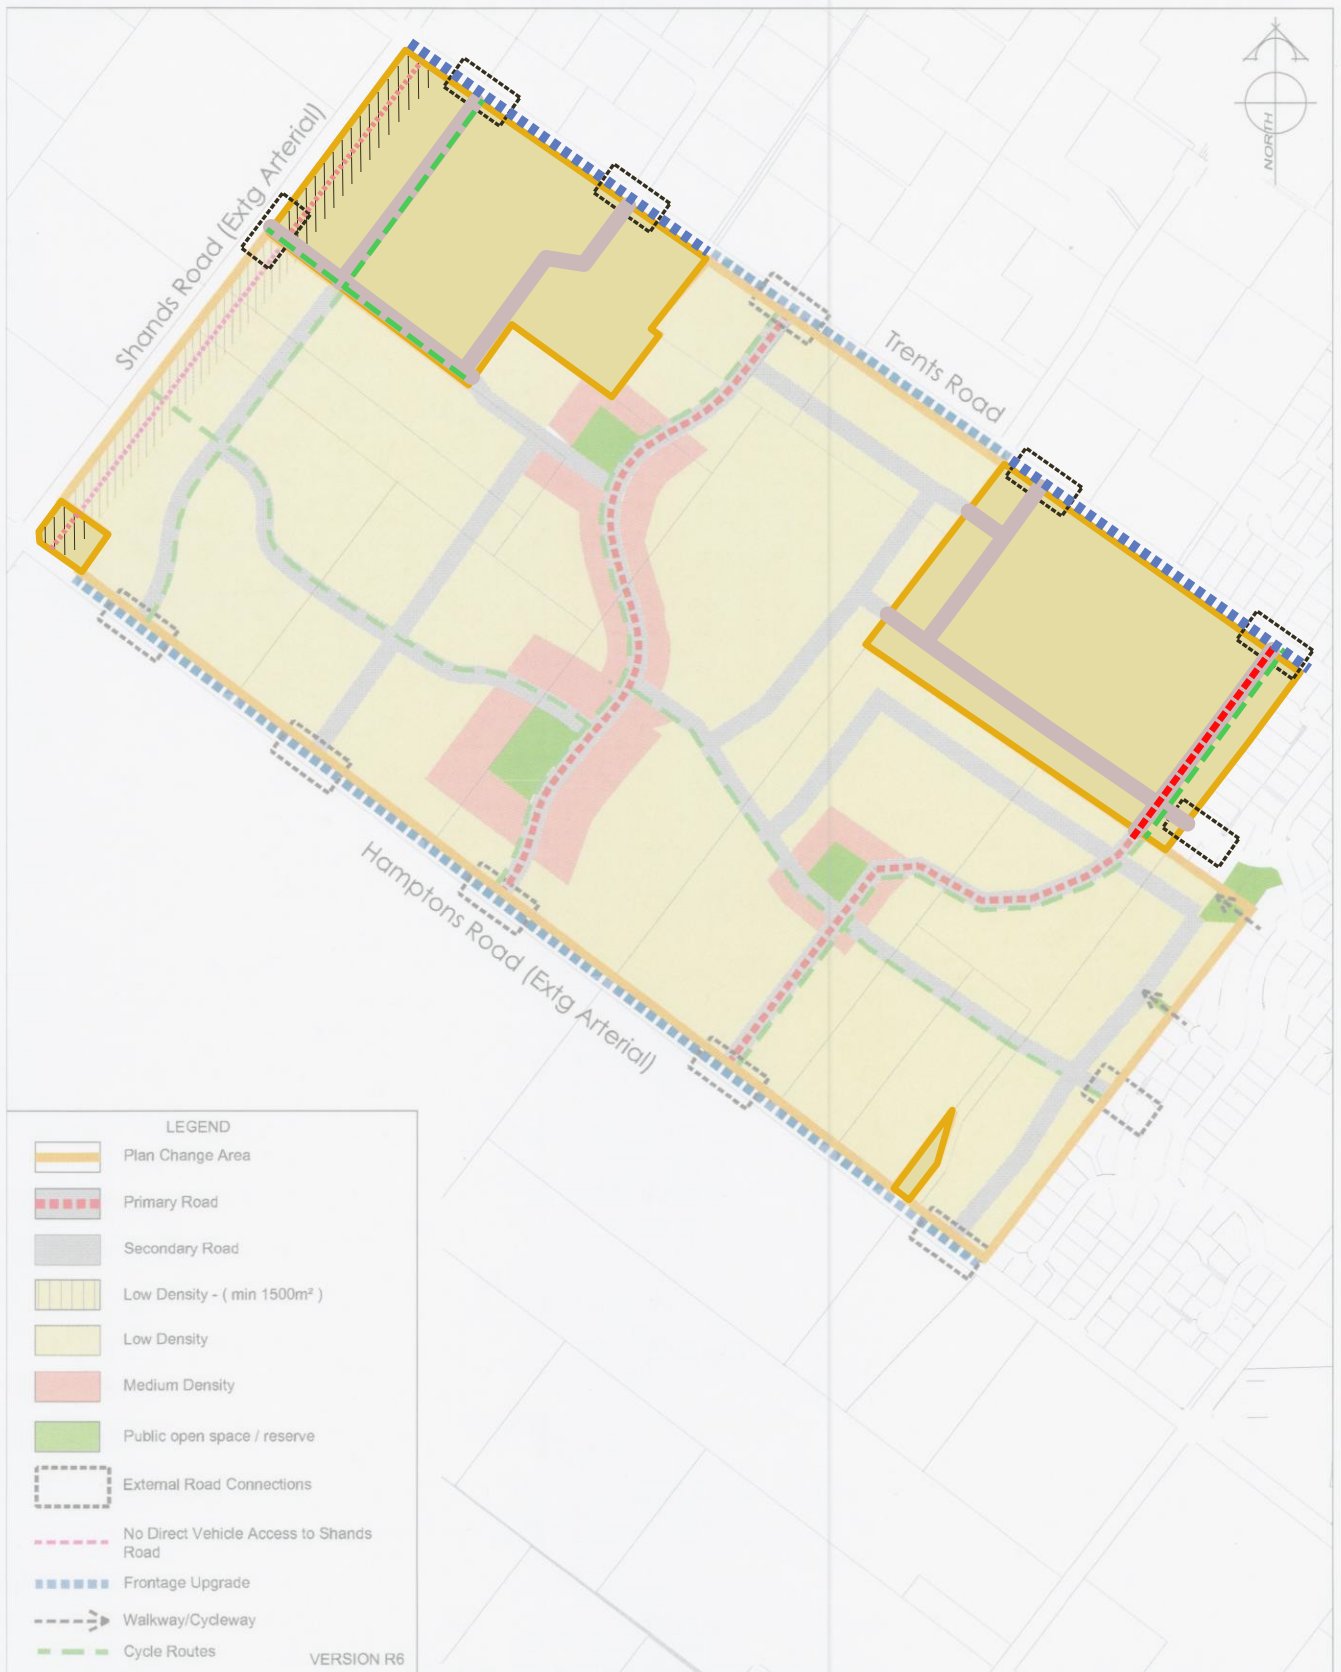 NORTH
Shands Road (Extg Arterial)
Trents Road
Hamptons Road (Extg Arterial)
LEGEND
Plan Change Area
Primary Road
Secondary Road
Low Density - ( min 1500m² )
Low Density
Medium Density
Public open space / reserve
External Road Connections
No Direct Vehicle Access to Shands
Road
Frontage Upgrade
Walkway/Cycleway
Cycle Routes
VERSION R6